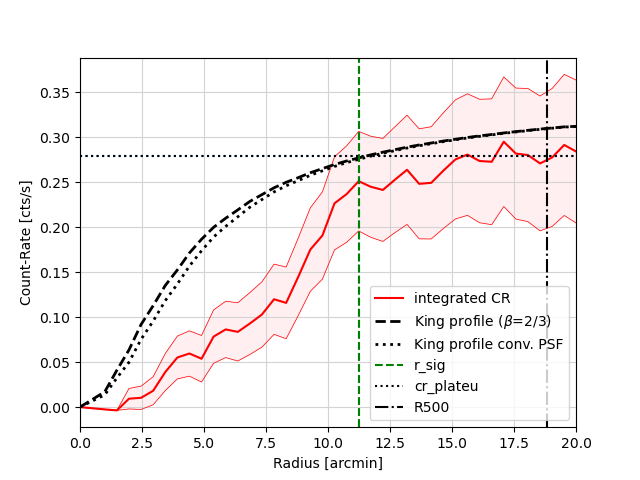 0.35
0.30
0.25
0.20
0.15
0.10
0.05
0.00
Count-Rate [cts/s]
integrated CR
King profile (β=2/3)
King profile conv. PSF
r_sig
cr_plateu
R500
0.0 2.5 5.0 7.5 10.0 12.5 15.0 17.5 20.0
Radius [arcmin]